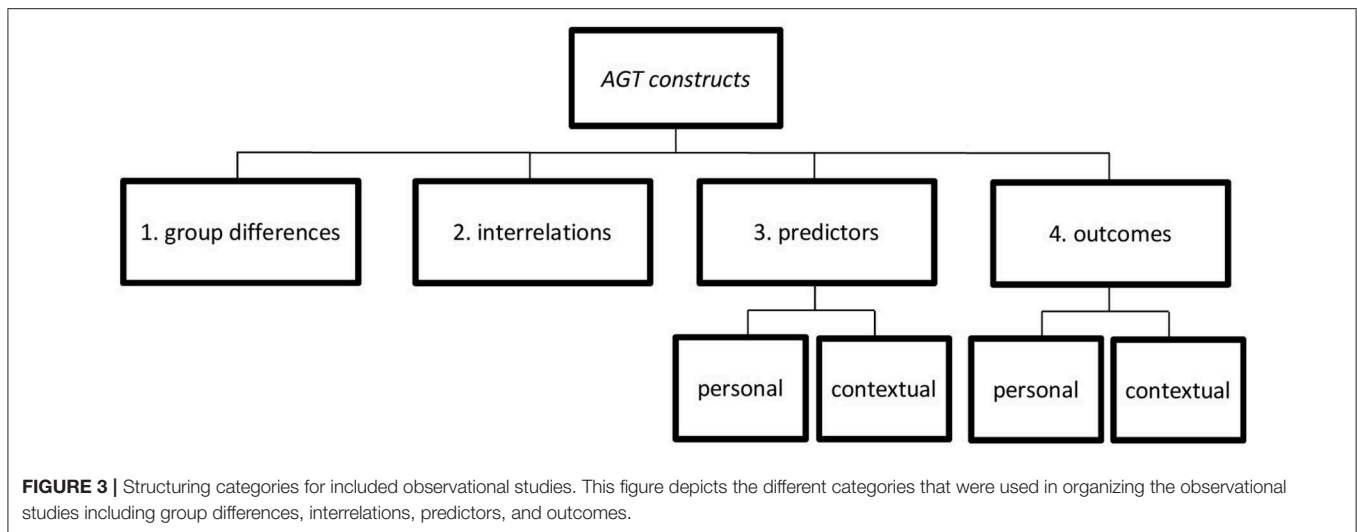 AGT constructs
1. group differences
2. interrelations
3. predictors
4. outcomes
personal
contextual
personal
contextual
FIGURE 3 | Structuring categories for included observational studies. This figure depicts the different categories that were used in organizing the observational
studies including group differences, interrelations, predictors, and outcomes.